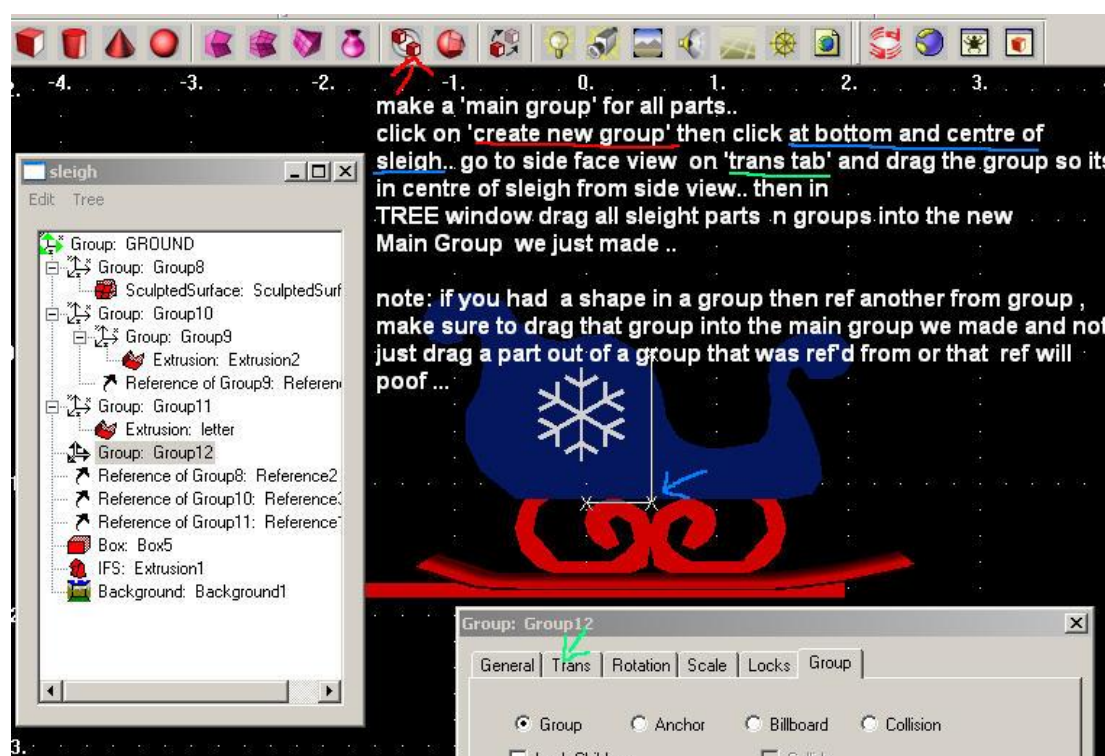 -4. -3. -2. -1. 0. 1. 2. 3.
make a 'main group' for all parts..
click on 'create new group' then click at bottom and centre of
sleigh.. go to side face view on 'trans tab' and drag the group so its
in centre of sleigh from side view.. then in
TREE window drag all sleight parts n groups into the new
Main Group we just made ..
note: if you had a shape in a group then ref another from group ,
make sure to drag that group into the main group we made and not
just drag a part out of a group that was ref'd from or that ref will
poof ...
sleigh
Edit Tree
Group: GROUND
Group: Group8
SculptedSurface: SculptedSurf
Group: Group10
Group: Group9
Extrusion: Extrusion2
Reference of Group9: Referen
Group: Group11
Extrusion: letter
Group: Group12
Reference of Group8: Reference2
Reference of Group10: Reference
Reference of Group11: Reference
Box: Box5
IFS: Extrusion1
Background: Background1
Group: Group12
General Trans Rotation Scale Locks Group
Group Anchor Billboard Collision
3.